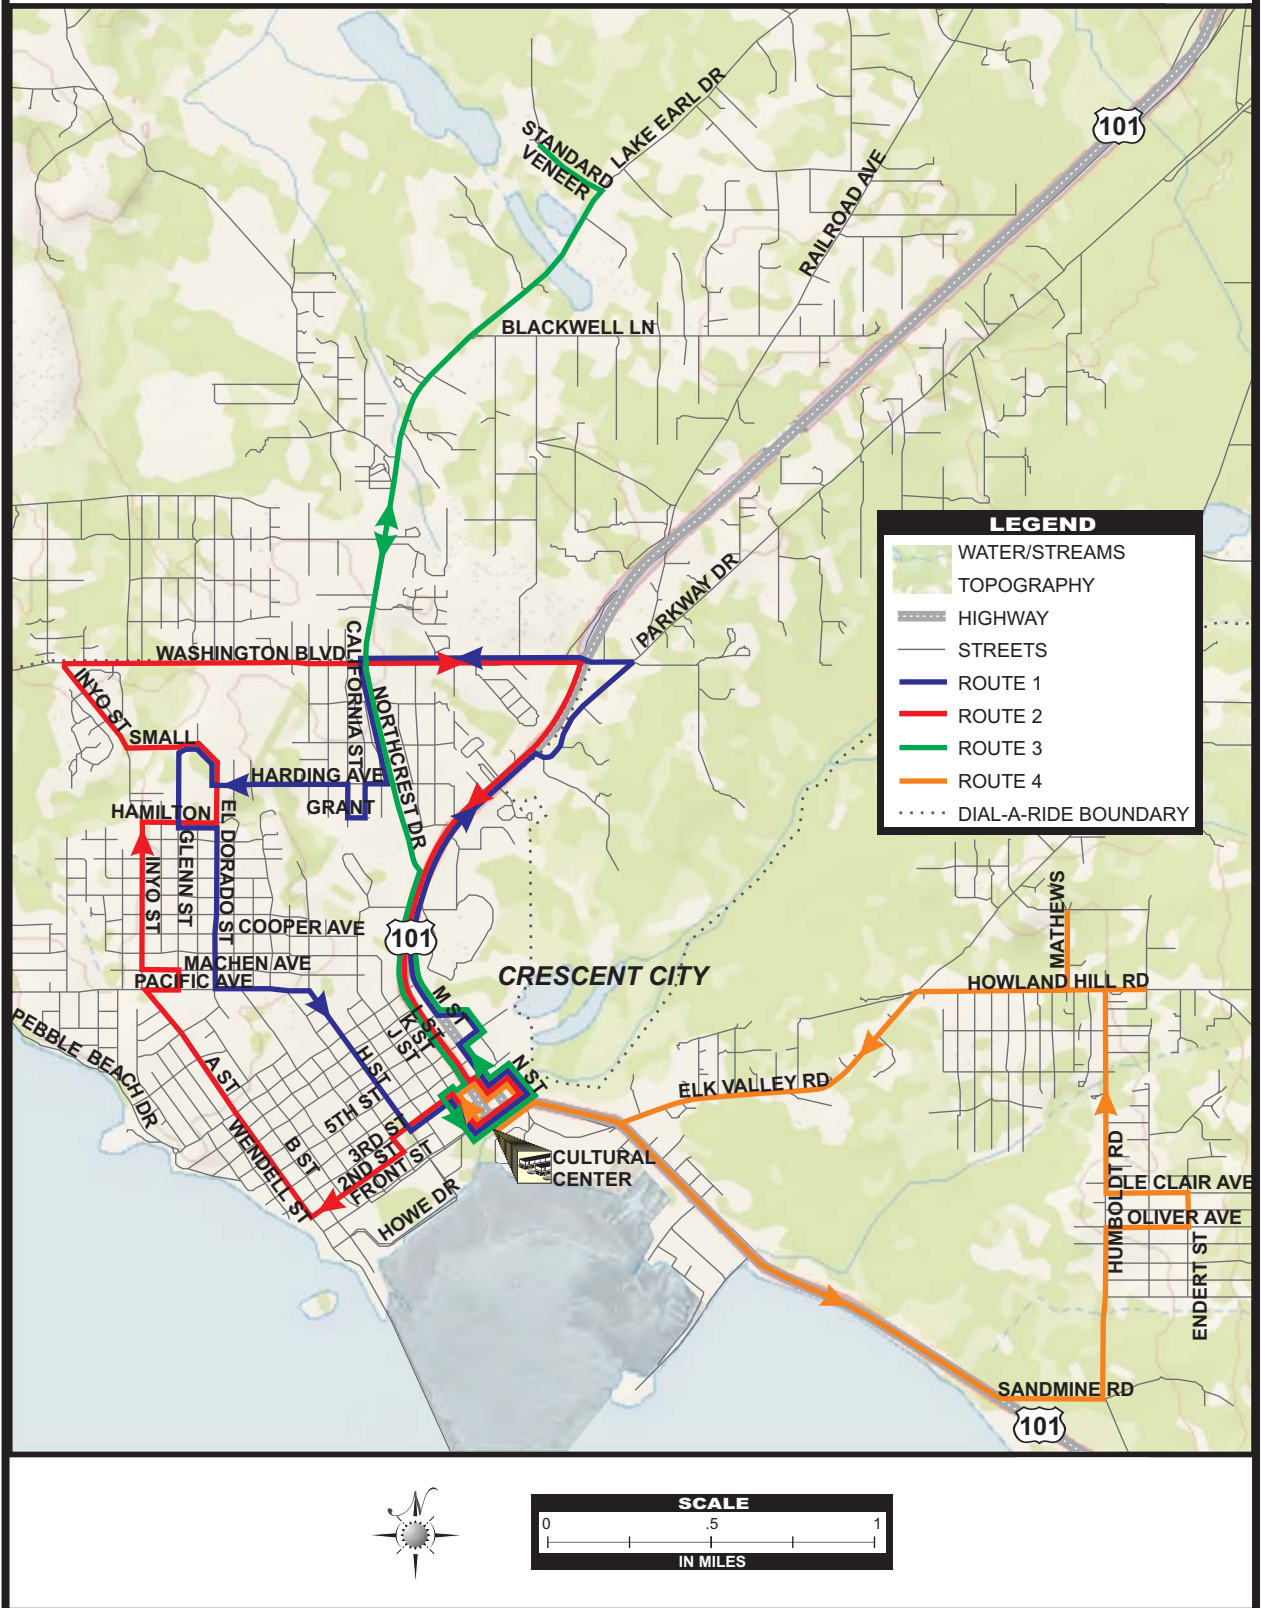 STANDARD
VENEER
LAKE EARL DR
101
RAILROAD AVE
BLACKWELL LN
LEGEND
WATER/STREAMS
TOPOGRAPHY
HIGHWAY
STREETS
ROUTE 1
ROUTE 2
ROUTE 3
ROUTE 4
DIAL-A-RIDE BOUNDARY
PARKWAY DR
WASHINGTON BLVD
CALIFORNIA ST
NORTHCREST DR
INYO ST
SMALL
HARDING AVE
GRANT
HAMILTON
EL DORADO ST
GLENN ST
INYO ST
COOPER AVE
101
MACHEN AVE
PACIFIC AVE
CRESCENT CITY
MATHEWS
HOWLAND HILL RD
PEBBLE BEACH DR
M ST
L ST
K ST
J ST
H ST
A ST
N ST
ELK VALLEY RD
5TH ST
3RD ST
2ND ST
FRONT ST
B ST
WENDELL ST
HOWE DR
CULTURAL
CENTER
HUMBOLDT RD
LE CLAIR AVE
OLIVER AVE
ENDERT ST
SANDMINE RD
101
N
SCALE
0 .5 1
IN MILES